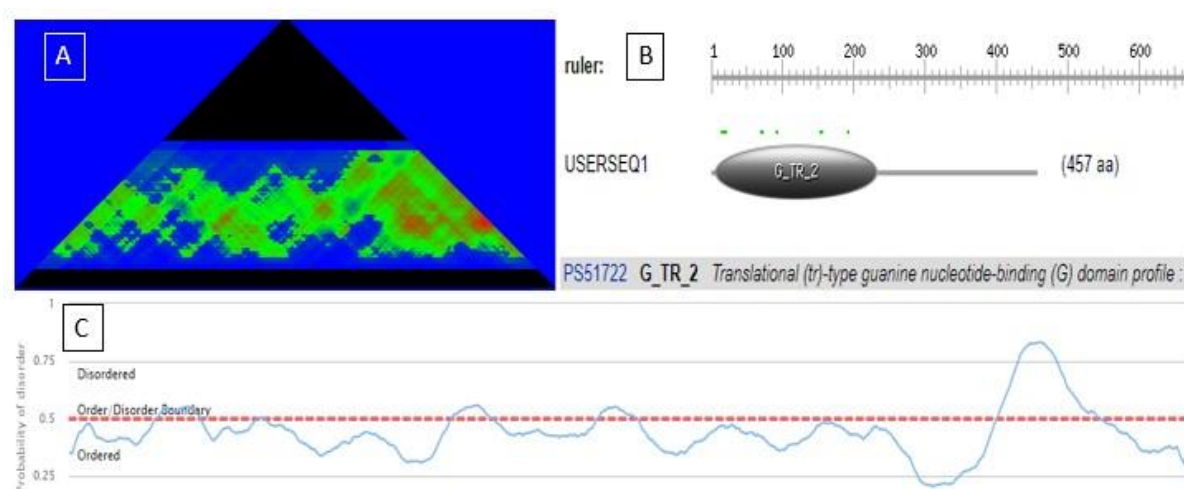 A
B
ruler:
1 100 200 300 400 500 600
USERSEQ1
G_TR_2
(457 aa)
PS51722 G_TR_2 Translational (tr)-type guanine nucleotide-binding (G) domain profile :
C
Probability of disorder
1
0.75
Disordered
Order/Disorder Boundary
0.5
Ordered
0.25